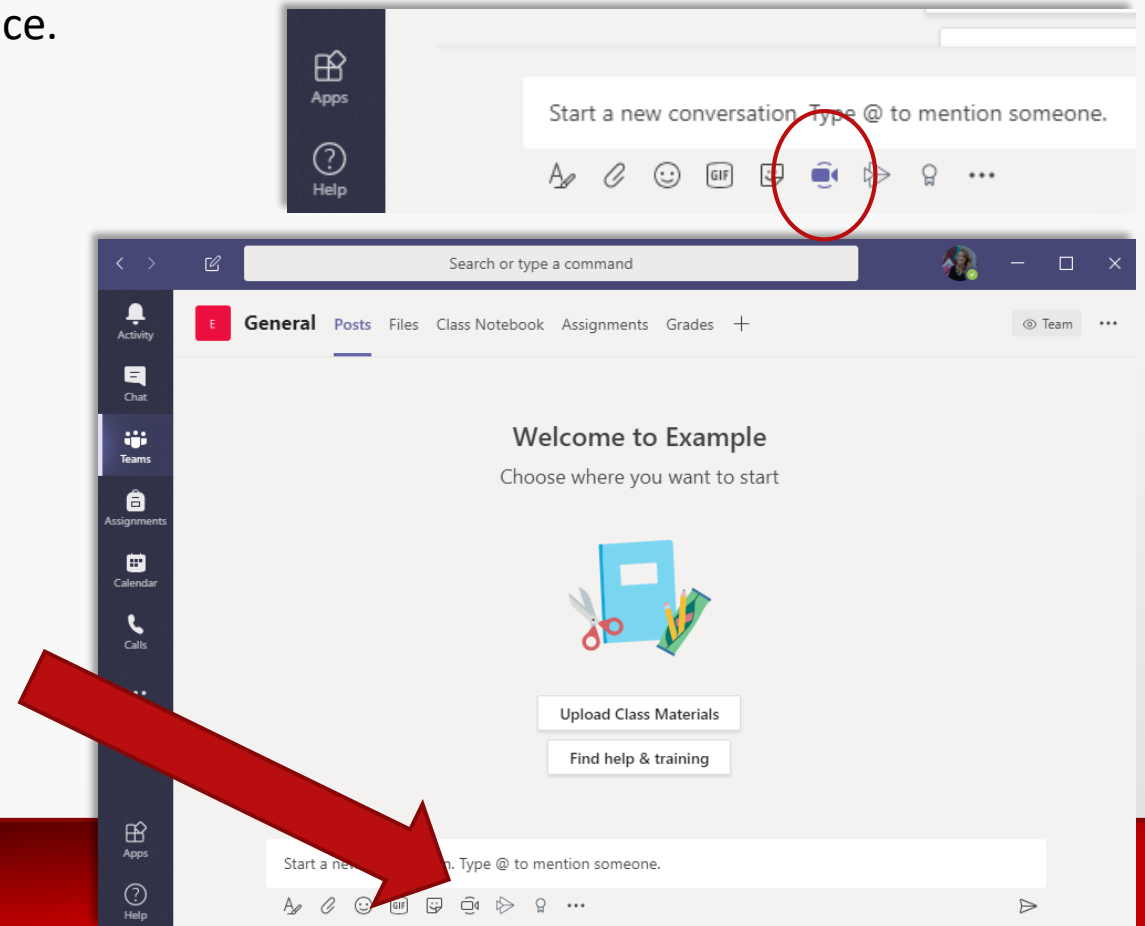 ce.
Apps
Start a new conversation. Type @ to mention someone.
Help
GIF
Search or type a command
Activity
E General Posts Files Class Notebook Assignments Grades
Team
Chat
Welcome to Example
Teams
Choose where you want to start
Assignments
Calendar
Calls
Upload Class Materials
Find help & training
Apps
Start a Type @ to mention someone.
GIF
Help